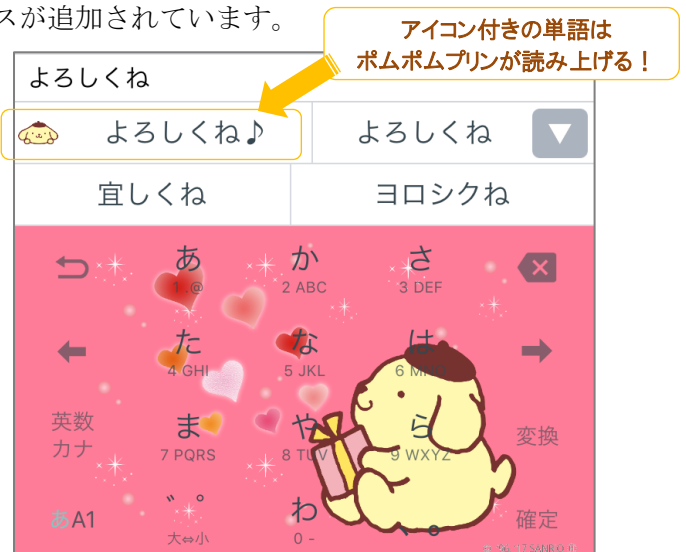 スが追加されています。
アイコン付きの単語は
ポムポムプリンが読み上げる！
よろしくね
よろしくね♪ よろしくね ▼
宜しくね ヨロシクね
あ か さ
1 .@ 2 ABC 3 DEF
た な は
4 GHI 5 JKL 6 MNO
英数 ま や ら 変換
カナ 7 PQRS 8 TUV 9 WXYZ
あA1 ゛゜ わ 、。 確定
大⇔小 0 -